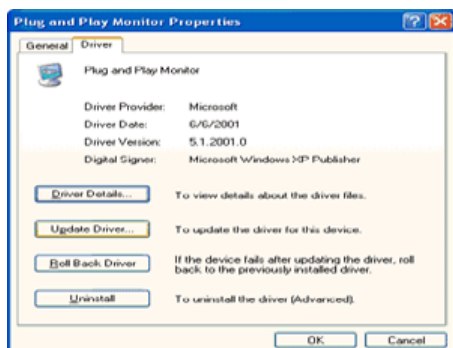 Plug and Play Monitor Properties
General Driver
Plug and Play Monitor
Driver Provider: Microsoft
Driver Date: 6/6/2001
Driver Version: 5.1.2001.0
Digital Signer: Microsoft Windows XP Publisher
Driver Details... To view details about the driver files.
Update Driver... To update the driver for this device.
Roll Back Driver If the device fails after updating the driver, roll
back to the previously installed driver.
Uninstall To uninstall the driver (Advanced).
OK Cancel